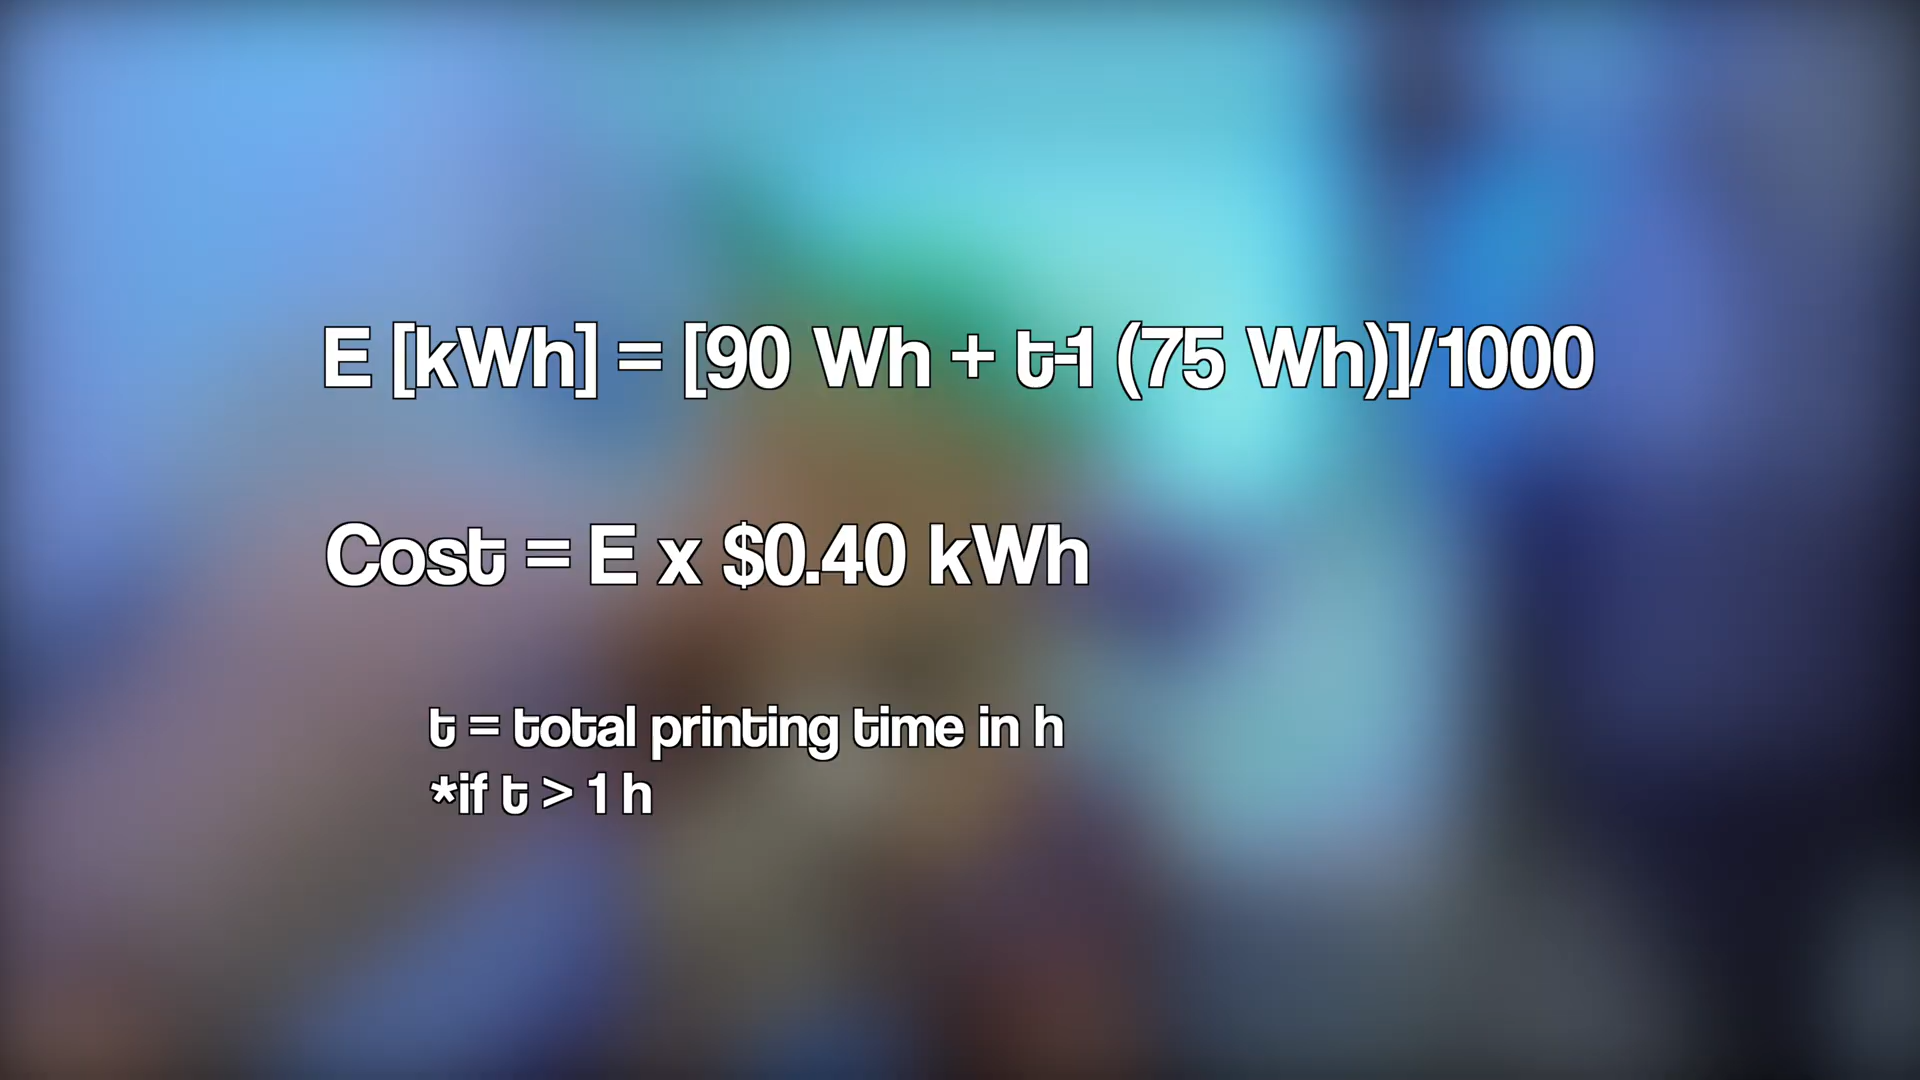 E [kWh] = [90 Wh + t-1 (75 Wh)]/1000
Cost = E x $0.40 kWh
t = total printing time in h
*if t > 1 h